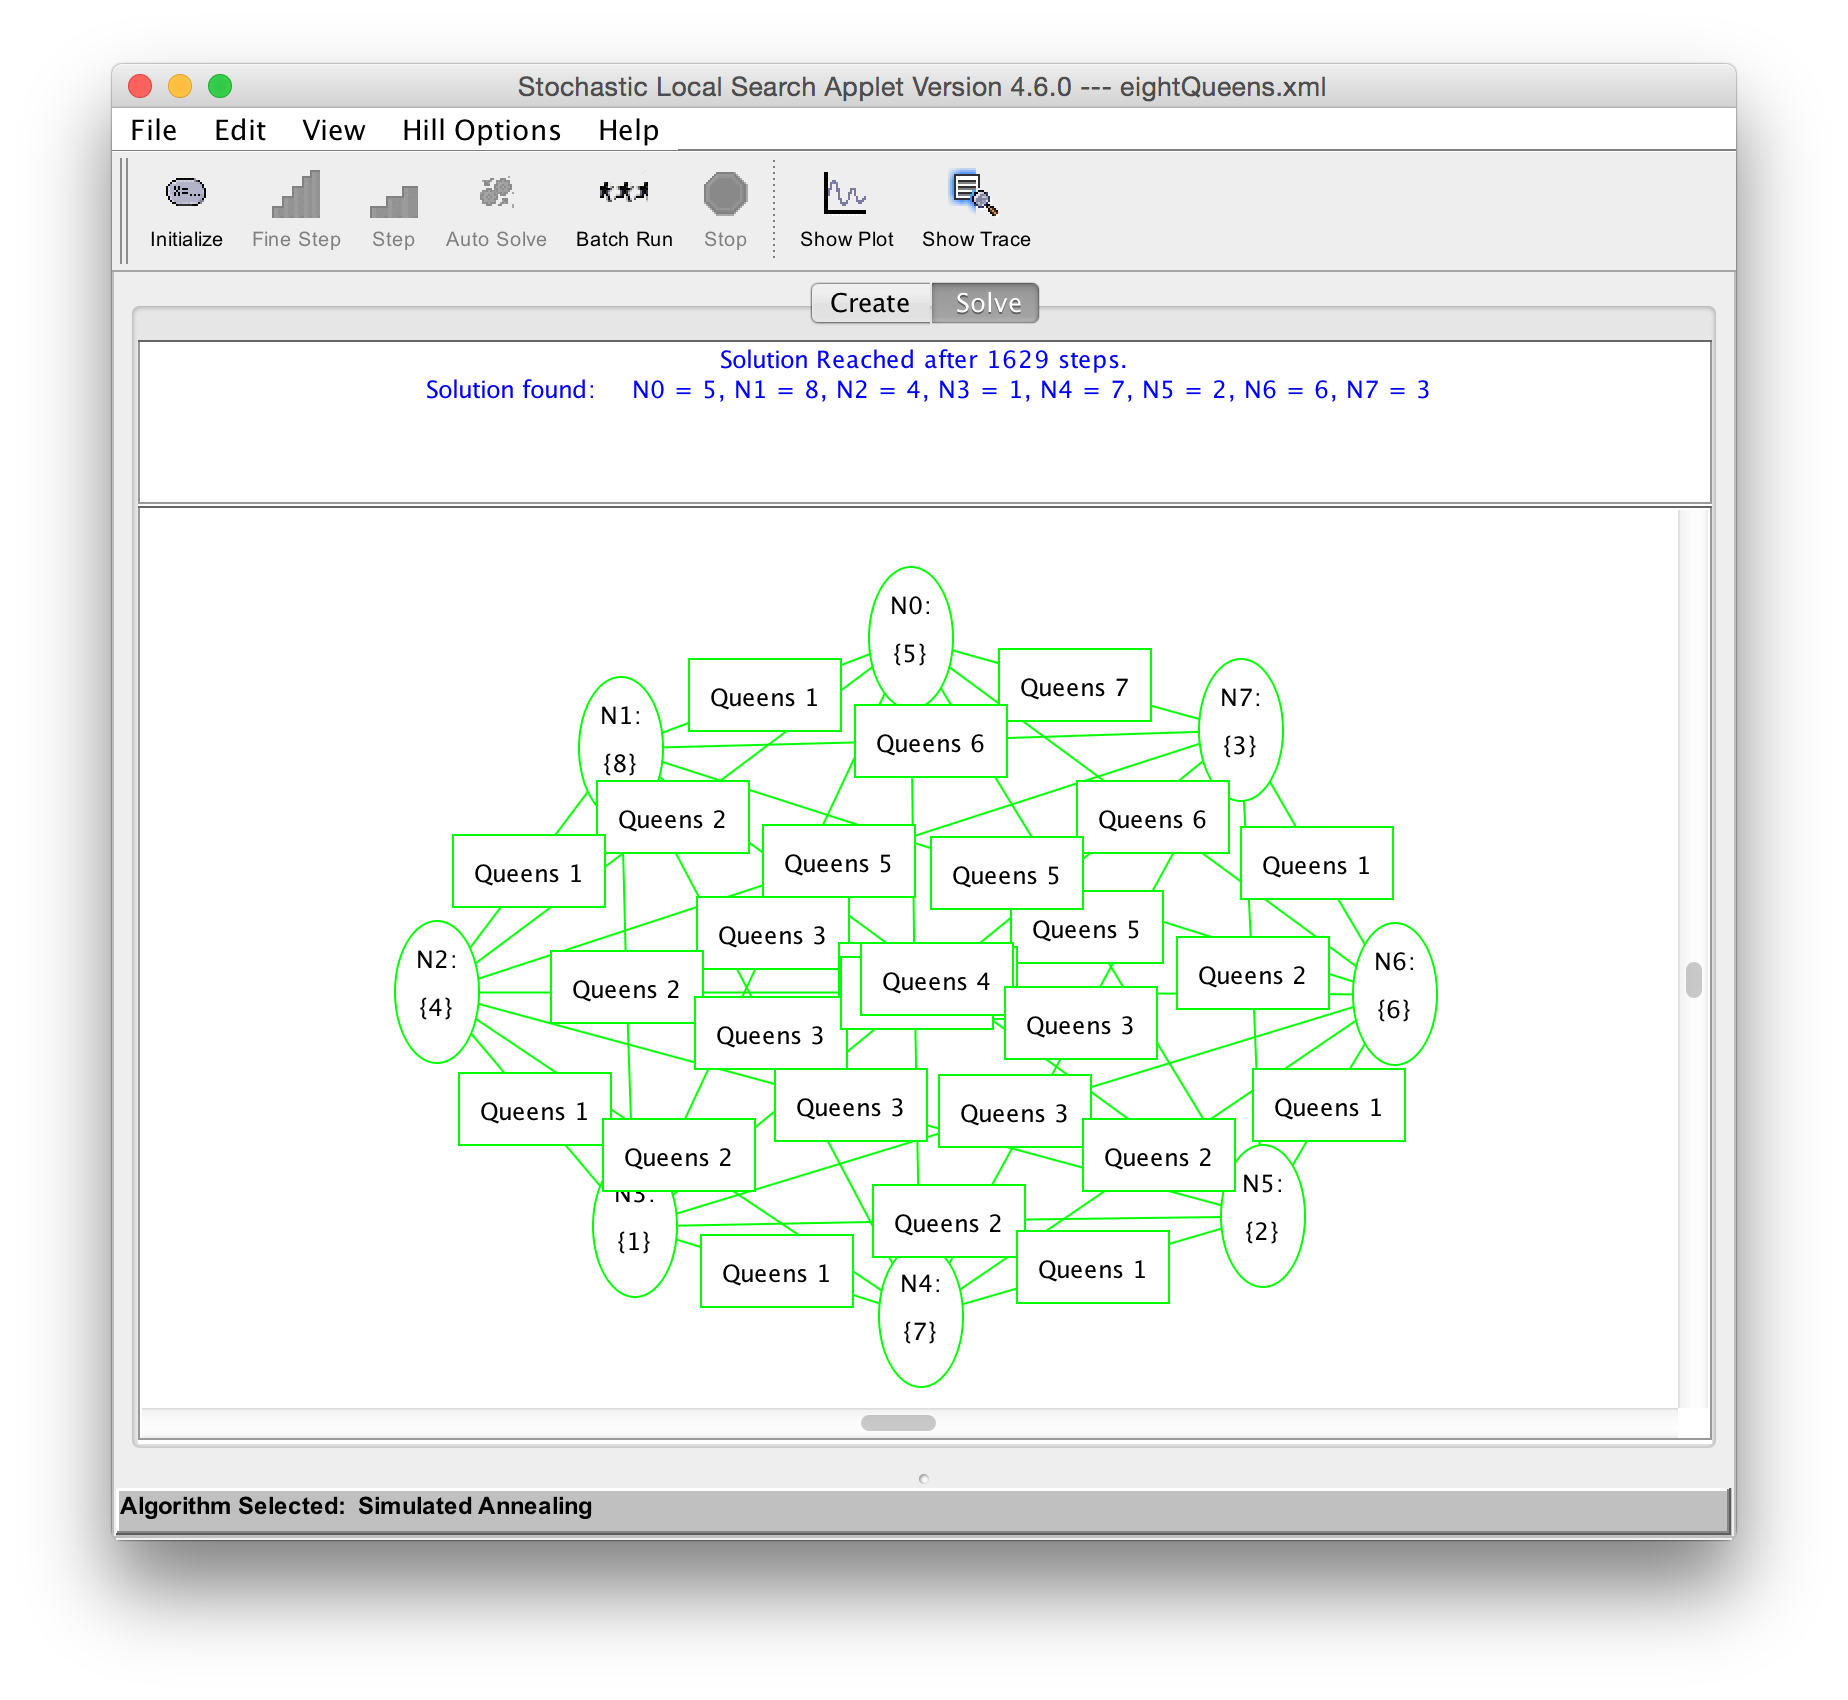 Stochastic Local Search Applet Version 4.6.0 --- eightQueens.xml
File Edit View Hill Options Help
Initialize Fine Step Step Auto Solve Batch Run Stop Show Plot Show Trace
Create Solve
Solution Reached after 1629 steps.
Solution found: N0 = 5, N1 = 8, N2 = 4, N3 = 1, N4 = 7, N5 = 2, N6 = 6, N7 = 3
N0:
{5}
Queens 7
Queens 1
N7:
{3}
N1:
{8}
Queens 6
Queens 2
Queens 6
Queens 5
Queens 1
Queens 1
Queens 5
Queens 5
Queens 3
N2:
{4}
N6:
{6}
Queens 2
Queens 4
Queens 2
Queens 3
Queens 3
Queens 1
Queens 3
Queens 3
Queens 1
Queens 2
Queens 2
N3:
{1}
N5:
{2}
Queens 2
Queens 1
Queens 1
N4:
{7}
Algorithm Selected: Simulated Annealing